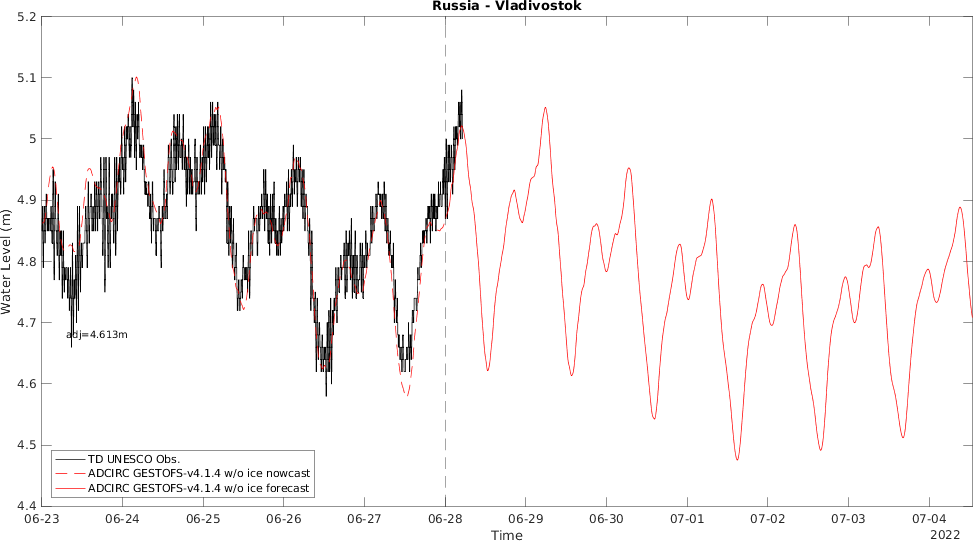 Russia - Vladivostok
5.2
5.1
5
4.9
4.8
4.7
4.6
4.5
4.4
Water Level (m)
adj=4.613m
TD UNESCO Obs.
ADCIRC GESTOFS-v4.1.4 w/o ice nowcast
ADCIRC GESTOFS-v4.1.4 w/o ice forecast
06-23 06-24 06-25 06-26 06-27 06-28 06-29 06-30 07-01 07-02 07-03 07-04
Time
2022